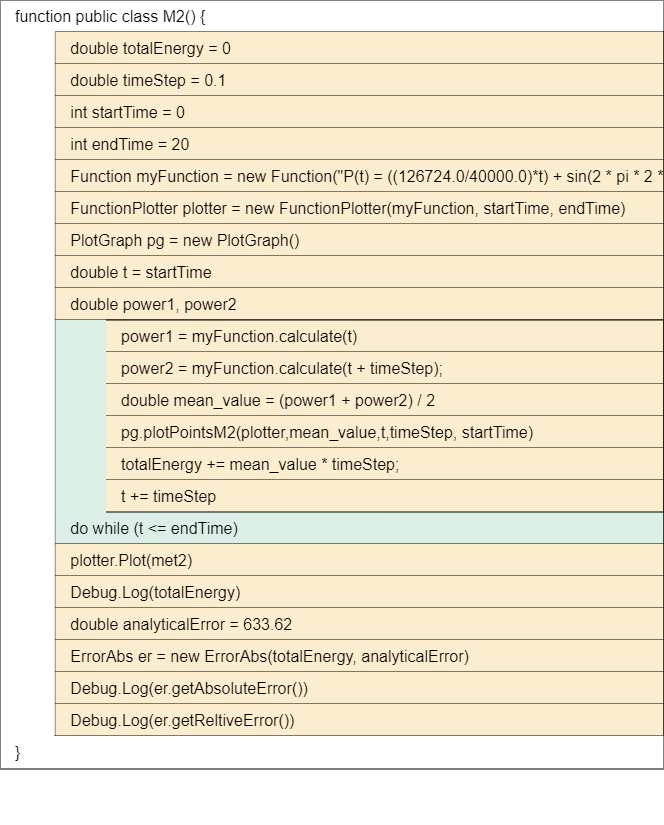 function public class M2() {
double totalEnergy = 0
double timeStep = 0.1
int startTime = 0
int endTime = 20
Function myFunction = new Function("P(t) = ((126724.0/40000.0)*t) + sin(2 * pi * 2 *
FunctionPlotter plotter = new FunctionPlotter(myFunction, startTime, endTime)
PlotGraph pg = new PlotGraph()
double t = startTime
double power1, power2
power1 = myFunction.calculate(t)
power2 = myFunction.calculate(t + timeStep);
double mean_value = (power1 + power2) / 2
pg.plotPointsM2(plotter,mean_value,t,timeStep, startTime)
totalEnergy += mean_value * timeStep;
t += timeStep
do while (t <= endTime)
plotter.Plot(met2)
Debug.Log(totalEnergy)
double analyticalError = 633.62
ErrorAbs er = new ErrorAbs(totalEnergy, analyticalError)
Debug.Log(er.getAbsoluteError())
Debug.Log(er.getReltiveError())
}